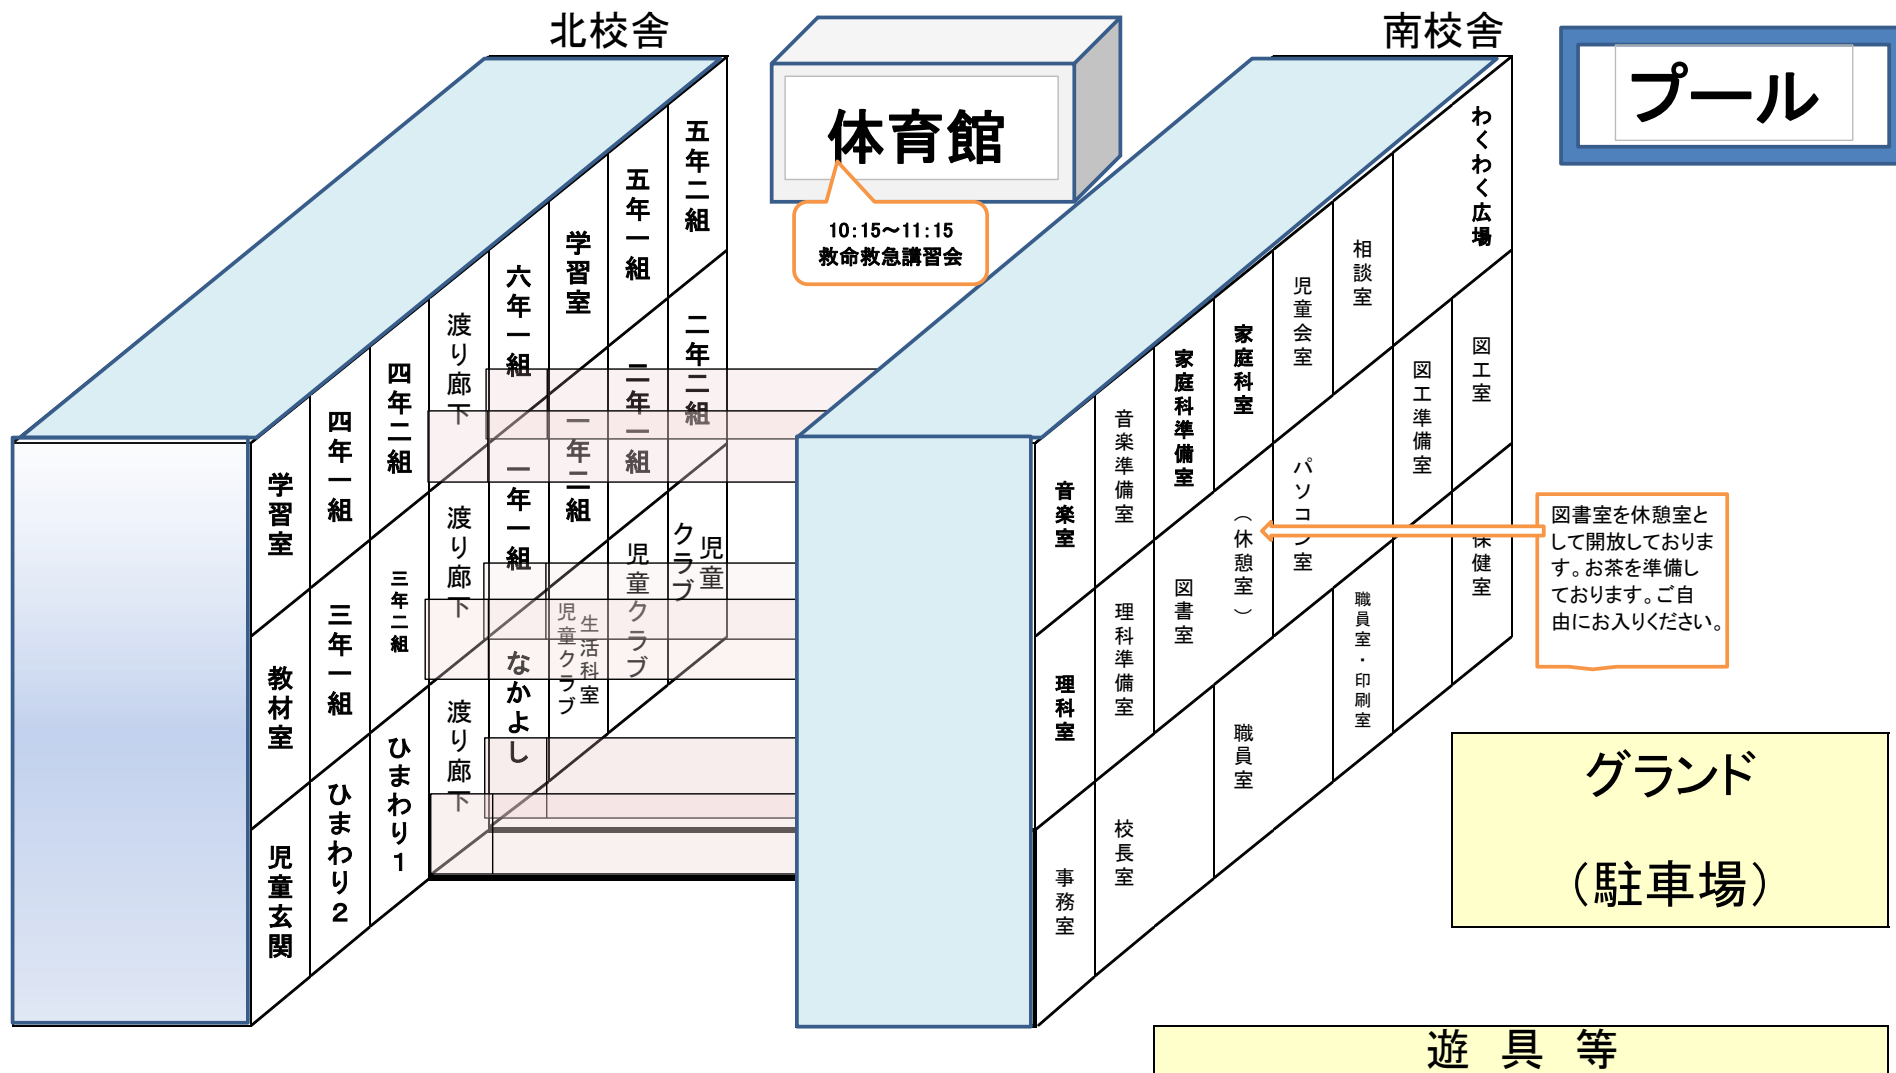 北校舎
五年二組
五年一組
学習室
六年一組
渡り廊下
四年二組
四年一組
学習室
二年二組
二年一組
一年二組
一年一組
渡り廊下
三年二組
三年一組
教材室
児童
クラブ
児童クラブ
生活科室
児童クラブ
なかよし
渡り廊下
ひまわり1
ひまわり2
児童玄関
体育館
10:15～11:15
救命救急講習会
南校舎
わくわく広場
相談室
児童会室
家庭科室
家庭科準備室
音楽準備室
音楽室
図工室
図工準備室
パソコン室
図書室
（休憩室）
理科準備室
理科室
保健室
職員室・印刷室
職員室
校長室
事務室
プール
図書室を休憩室と
して開放しておりま
す。お茶を準備し
ております。ご自
由にお入りください。
グランド
（駐車場）
遊 具 等